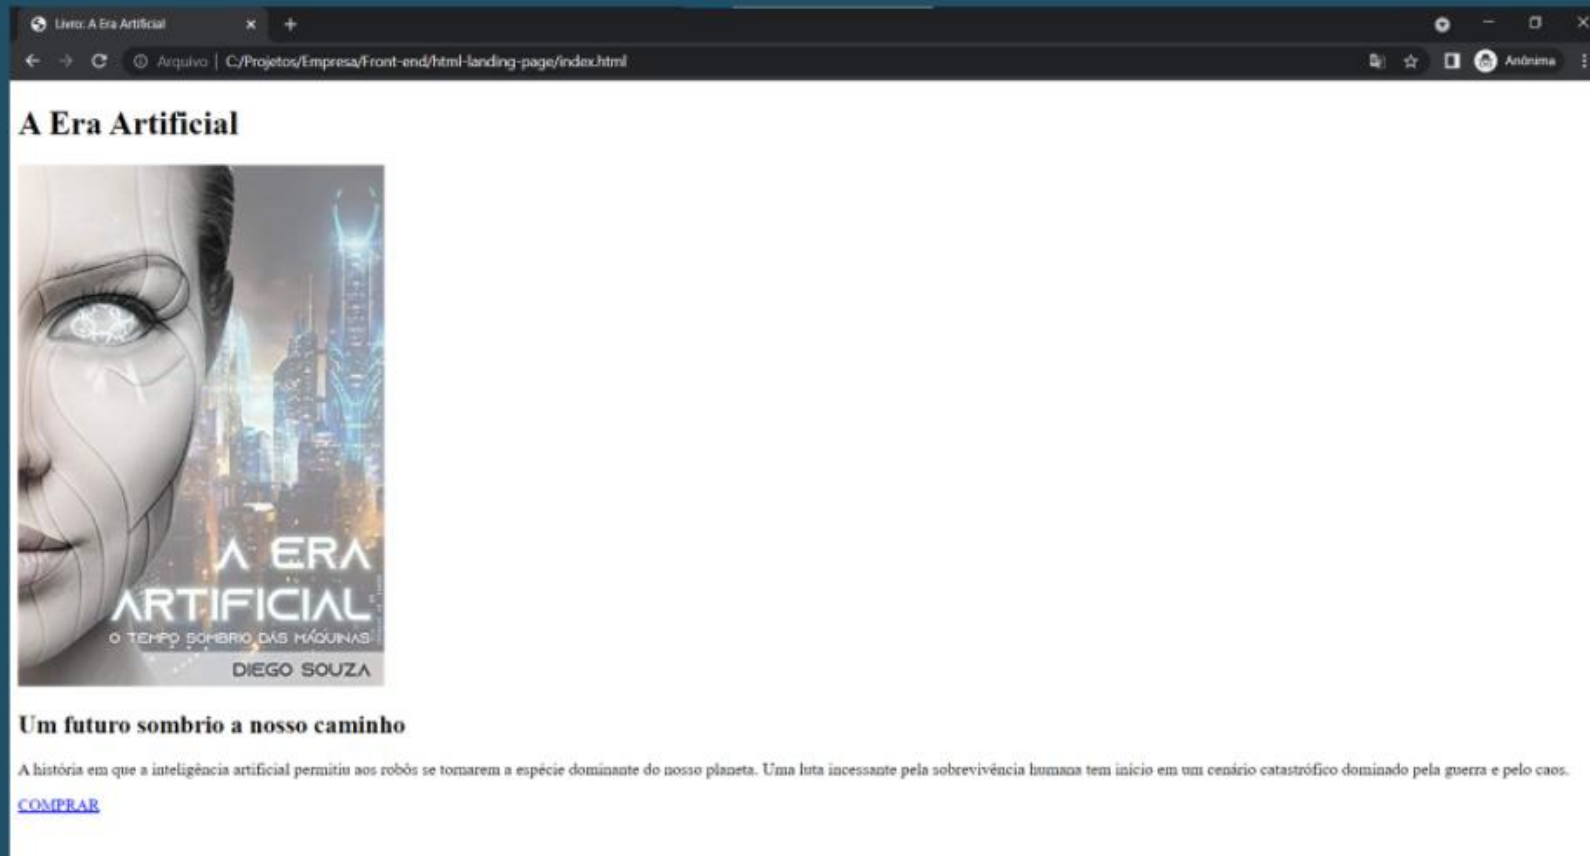 Livro: A Era Artificial
Arquivo | C:/Projetos/Empresa/Front-end/html-landing-page/index.html
Anônima
A Era Artificial
A ERA
ARTIFICIAL
O TEMPO SOMBRIO DAS MÁQUINAS
DIEGO SOUZA
Um futuro sombrio a nosso caminho
A história em que a inteligência artificial permitiu aos robôs se tornarem a espécie dominante do nosso planeta. Uma luta incessante pela sobrevivência humana tem início em um cenário catastrófico dominado pela guerra e pelo caos.
COMPRAR